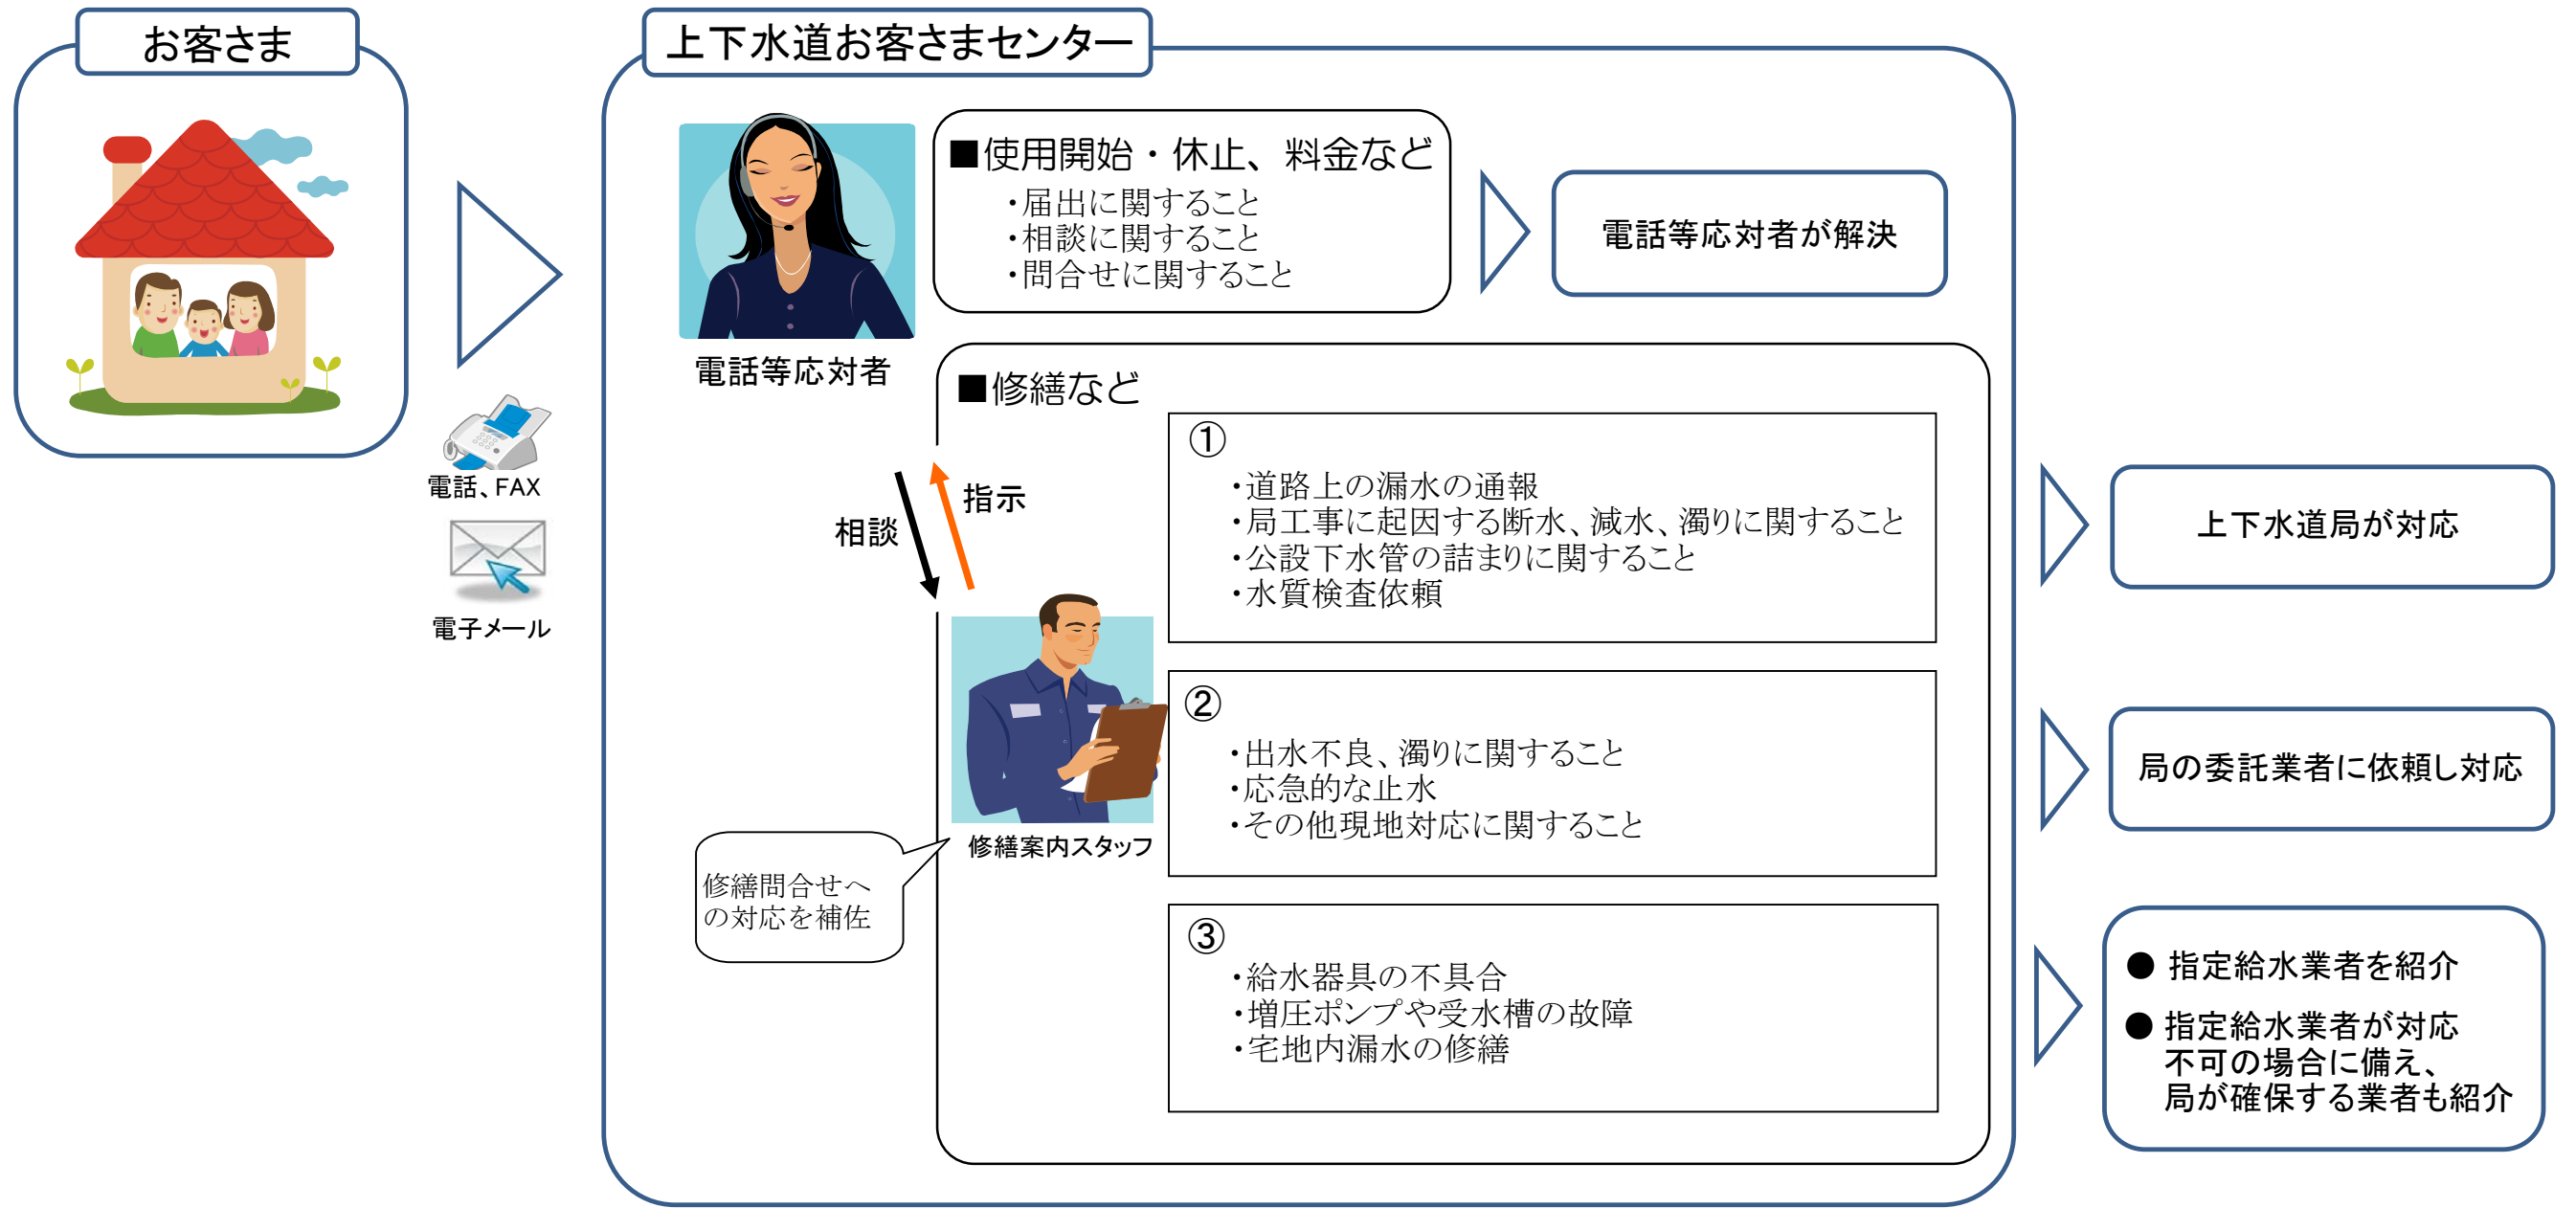 お客さま
電話、FAX
電子メール
上下水道お客さまセンター
電話等応対者
■使用開始・休止、料金など
・届出に関すること
・相談に関すること
・問合せに関すること
電話等応対者が解決
■修繕など
相談
指示
修繕案内スタッフ
修繕問合せへ
の対応を補佐
①
・道路上の漏水の通報
・局工事に起因する断水、減水、濁りに関すること
・公設下水管の詰まりに関すること
・水質検査依頼
上下水道局が対応
②
・出水不良、濁りに関すること
・応急的な止水
・その他現地対応に関すること
局の委託業者に依頼し対応
③
・給水器具の不具合
・増圧ポンプや受水槽の故障
・宅地内漏水の修繕
● 指定給水業者を紹介
● 指定給水業者が対応
不可の場合に備え、
局が確保する業者も紹介